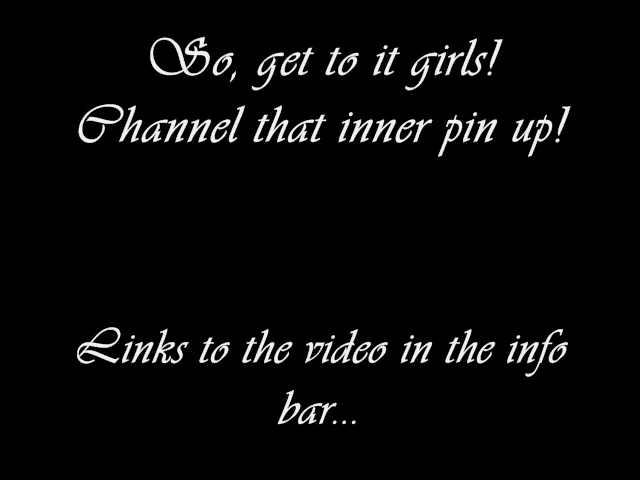 So, get to it girls!
Channel that inner pin up!
Links to the video in the info
bar...